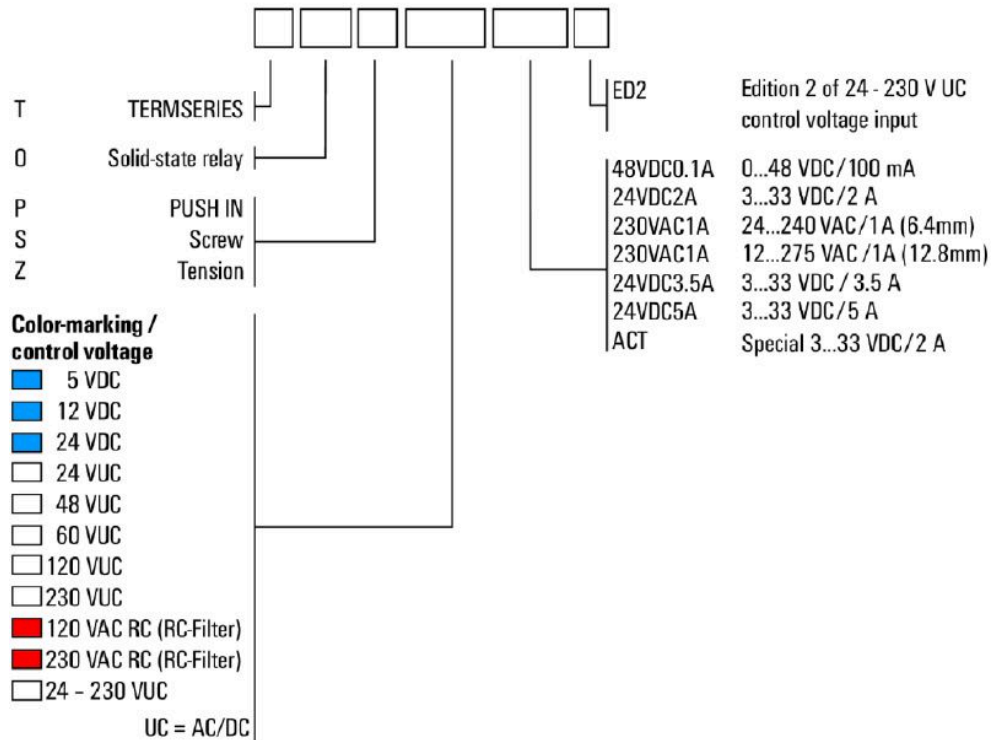 T TERMSERIES
O Solid-state relay
P PUSH IN
S Screw
Z Tension
Color-marking /
control voltage
5 VDC
12 VDC
24 VDC
24 VUC
48 VUC
60 VUC
120 VUC
230 VUC
120 VAC RC (RC-Filter)
230 VAC RC (RC-Filter)
24 – 230 VUC
UC = AC/DC
ED2 Edition 2 of 24 - 230 V UC
control voltage input
48VDC0.1A 0...48 VDC/100 mA
24VDC2A 3...33 VDC/2 A
230VAC1A 24...240 VAC/1A (6.4mm)
230VAC1A 12...275 VAC /1A (12.8mm)
24VDC3.5A 3...33 VDC / 3.5 A
24VDC5A 3...33 VDC/5 A
ACT Special 3...33 VDC/2 A